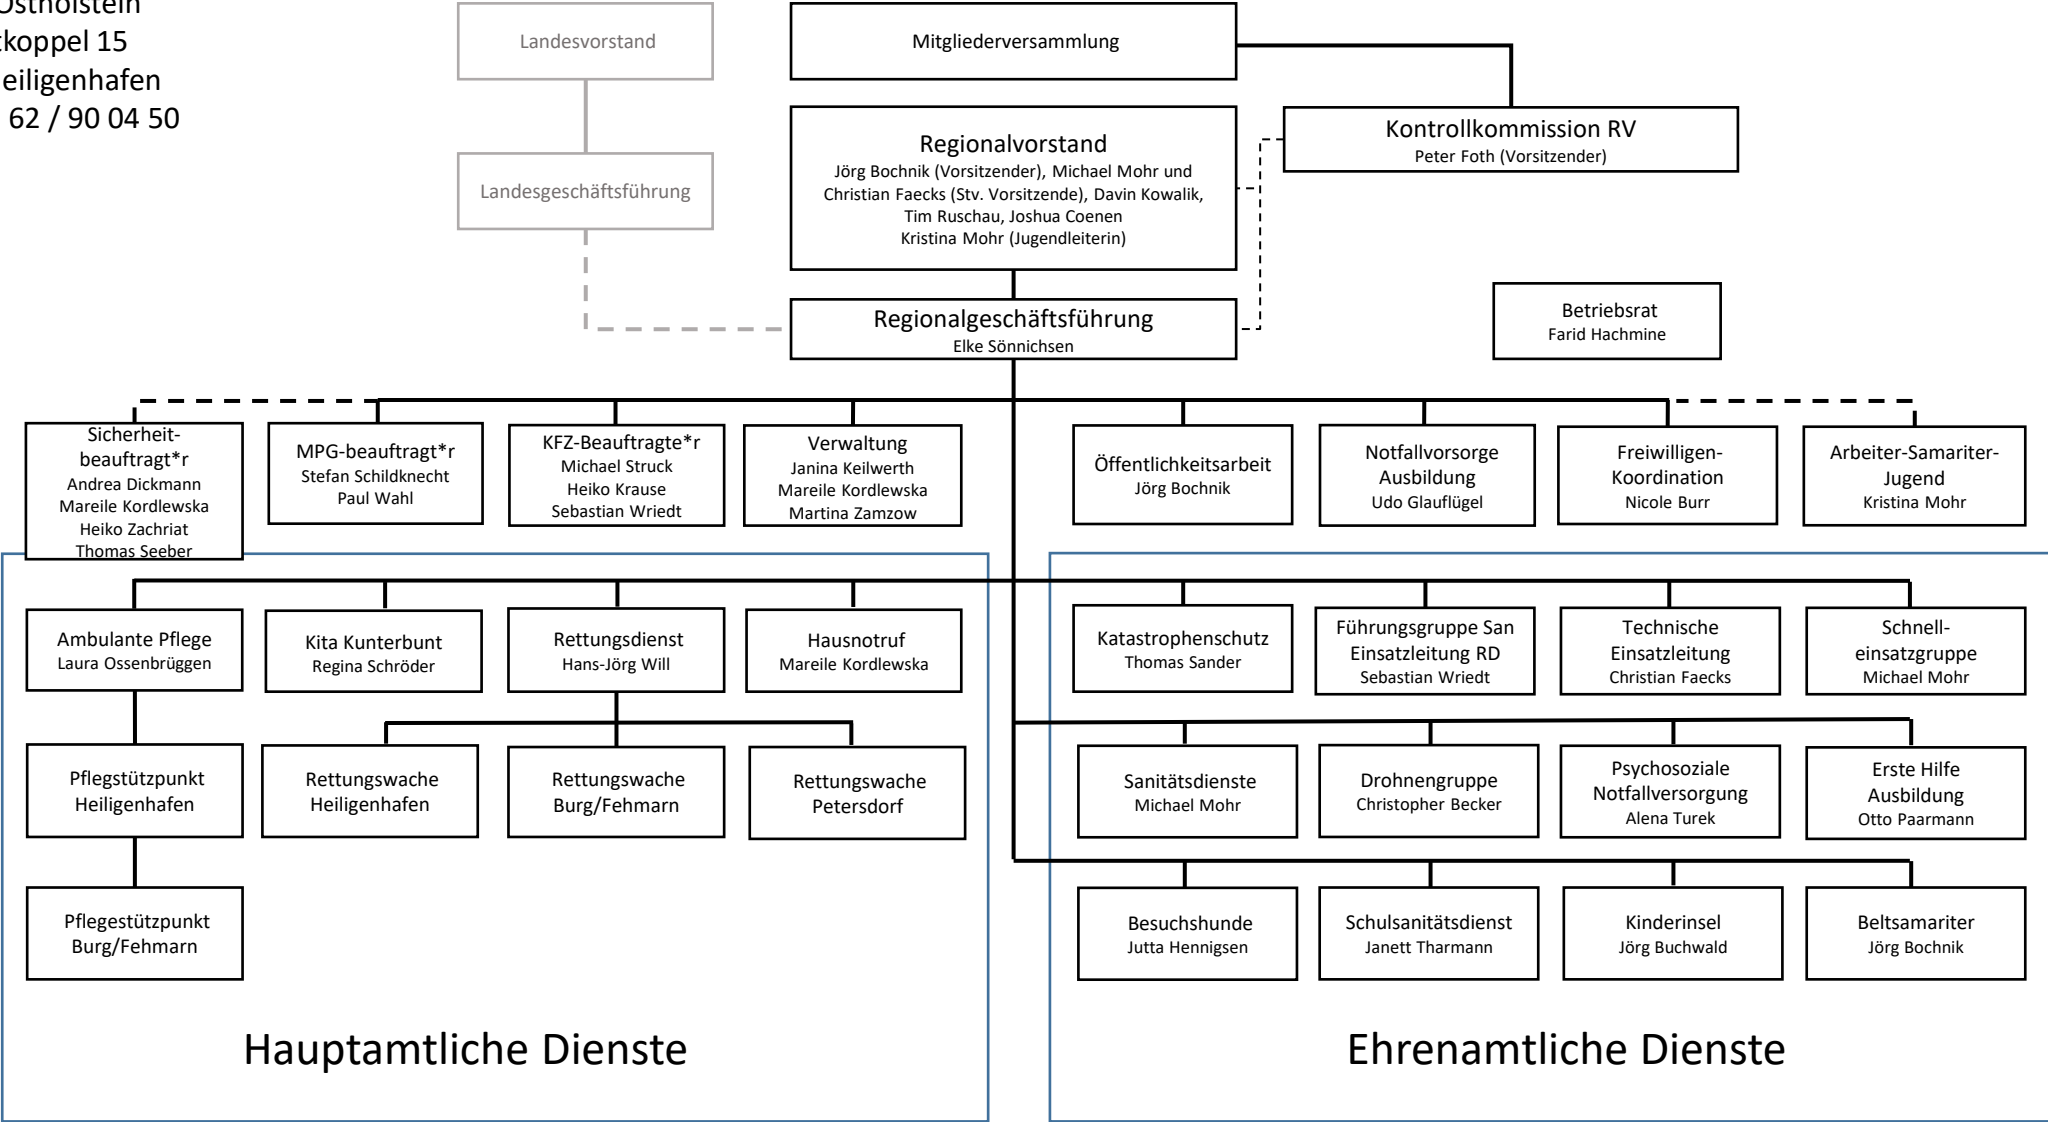 Ostholstein
koppel 15
eiligenhafen
62 / 90 04 50
Landesvorstand
Mitgliederversammlung
Kontrollkommission RV
Peter Foth (Vorsitzender)
Regionalvorstand
Jörg Bochnik (Vorsitzender), Michael Mohr und
Christian Faecks (Stv. Vorsitzende), Davin Kowalik,
Tim Ruschau, Joshua Coenen
Kristina Mohr (Jugendleiterin)
Landesgeschäftsführung
Regionalgeschäftsführung
Elke Sönnichsen
Betriebsrat
Farid Hachmine
Sicherheit-
beauftragt*r
Andrea Dickmann
Mareile Kordlewska
Heiko Zachriat
Thomas Seeber
MPG-beauftragt*r
Stefan Schildknecht
Paul Wahl
KFZ-Beauftragte*r
Michael Struck
Heiko Krause
Sebastian Wriedt
Verwaltung
Janina Keilwerth
Mareile Kordlewska
Martina Zamzow
Öffentlichkeitsarbeit
Jörg Bochnik
Notfallvorsorge
Ausbildung
Udo Glauflügel
Freiwilligen-
Koordination
Nicole Burr
Arbeiter-Samariter-
Jugend
Kristina Mohr
Ambulante Pflege
Laura Ossenbrüggen
Kita Kunterbunt
Regina Schröder
Rettungsdienst
Hans-Jörg Will
Hausnotruf
Mareile Kordlewska
Katastrophenschutz
Thomas Sander
Führungsgruppe San
Einsatzleitung RD
Sebastian Wriedt
Technische
Einsatzleitung
Christian Faecks
Schnell-
einsatzgruppe
Michael Mohr
Pflegstützpunkt
Heiligenhafen
Rettungswache
Heiligenhafen
Rettungswache
Burg/Fehmarn
Rettungswache
Petersdorf
Sanitätsdienste
Michael Mohr
Drohnengruppe
Christopher Becker
Psychosoziale
Notfallversorgung
Alena Turek
Erste Hilfe
Ausbildung
Otto Paarmann
Pflegestützpunkt
Burg/Fehmarn
Besuchshunde
Jutta Hennigsen
Schulsanitätsdienst
Janett Tharmann
Kinderinsel
Jörg Buchwald
Beltsamariter
Jörg Bochnik
Hauptamtliche Dienste
Ehrenamtliche Dienste